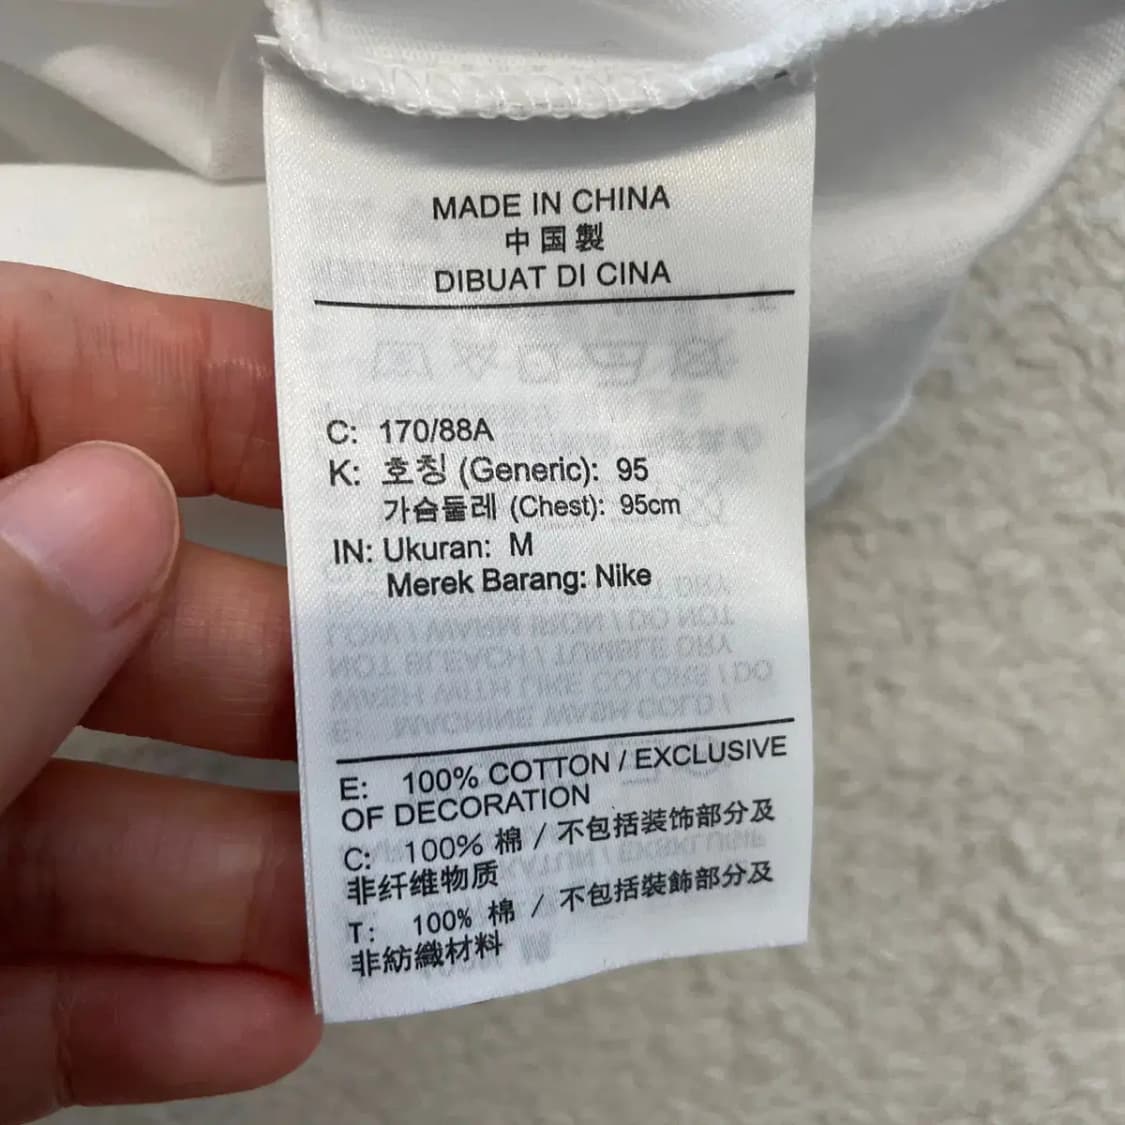 MADE IN CHINA
中国製
DIBUAT DI CINA
C: 170/88A
K: 호칭 (Generic): 95
가슴둘레 (Chest): 95cm
IN: Ukuran: M
Merek Barang: Nike
E: 100% COTTON / EXCLUSIVE
OF DECORATION
C: 100% 棉 / 不包括装饰部分及
非纤维物质
T: 100% 棉 / 不包括裝飾部分及
非紡織材料